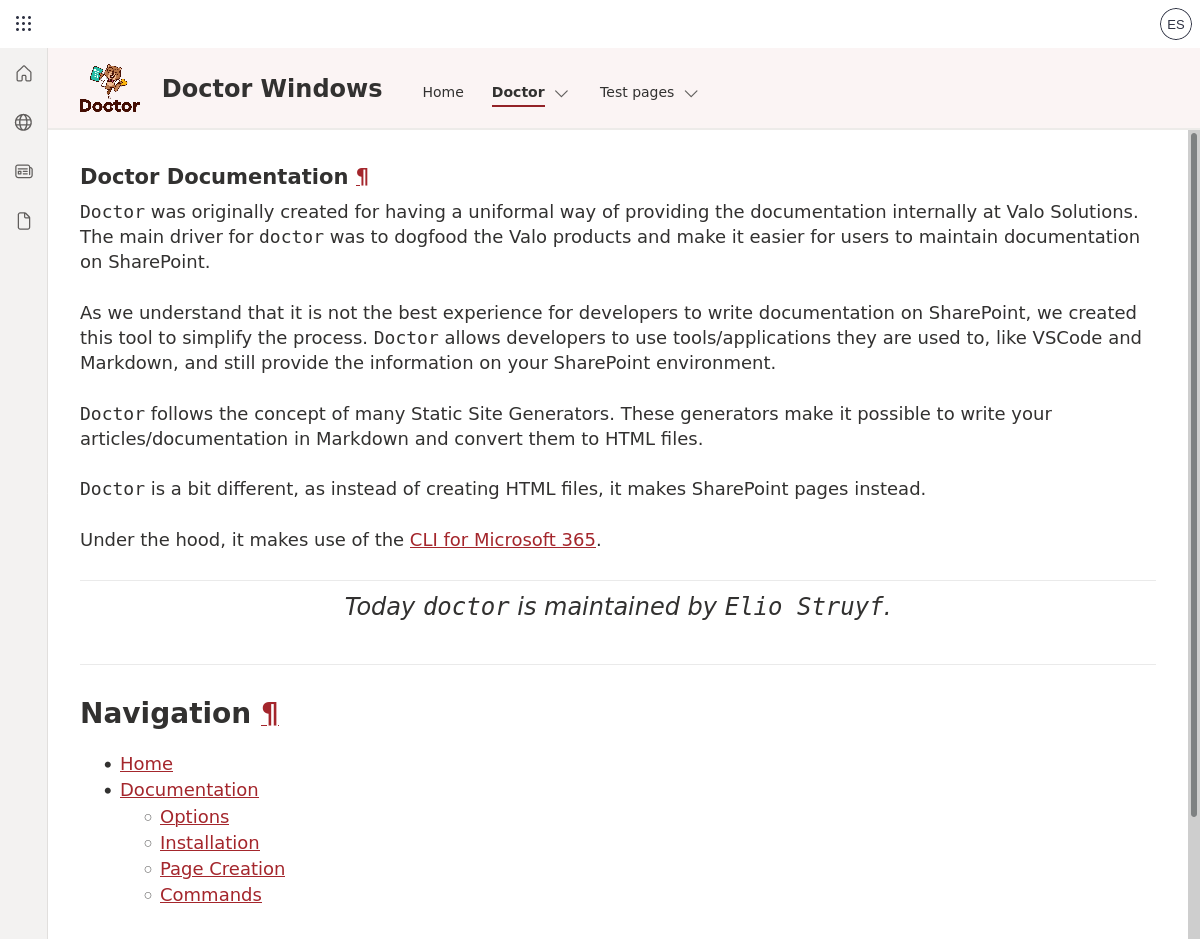 ES
Doctor
Doctor Windows
Home Doctor Test pages
Doctor Documentation ¶
Doctor was originally created for having a uniformal way of providing the documentation internally at Valo Solutions.
The main driver for doctor was to dogfood the Valo products and make it easier for users to maintain documentation
on SharePoint.
As we understand that it is not the best experience for developers to write documentation on SharePoint, we created
this tool to simplify the process. Doctor allows developers to use tools/applications they are used to, like VSCode and
Markdown, and still provide the information on your SharePoint environment.
Doctor follows the concept of many Static Site Generators. These generators make it possible to write your
articles/documentation in Markdown and convert them to HTML files.
Doctor is a bit different, as instead of creating HTML files, it makes SharePoint pages instead.
Under the hood, it makes use of the CLI for Microsoft 365.
Today doctor is maintained by Elio Struyf.
Navigation ¶
Home
Documentation
Options
Installation
Page Creation
Commands